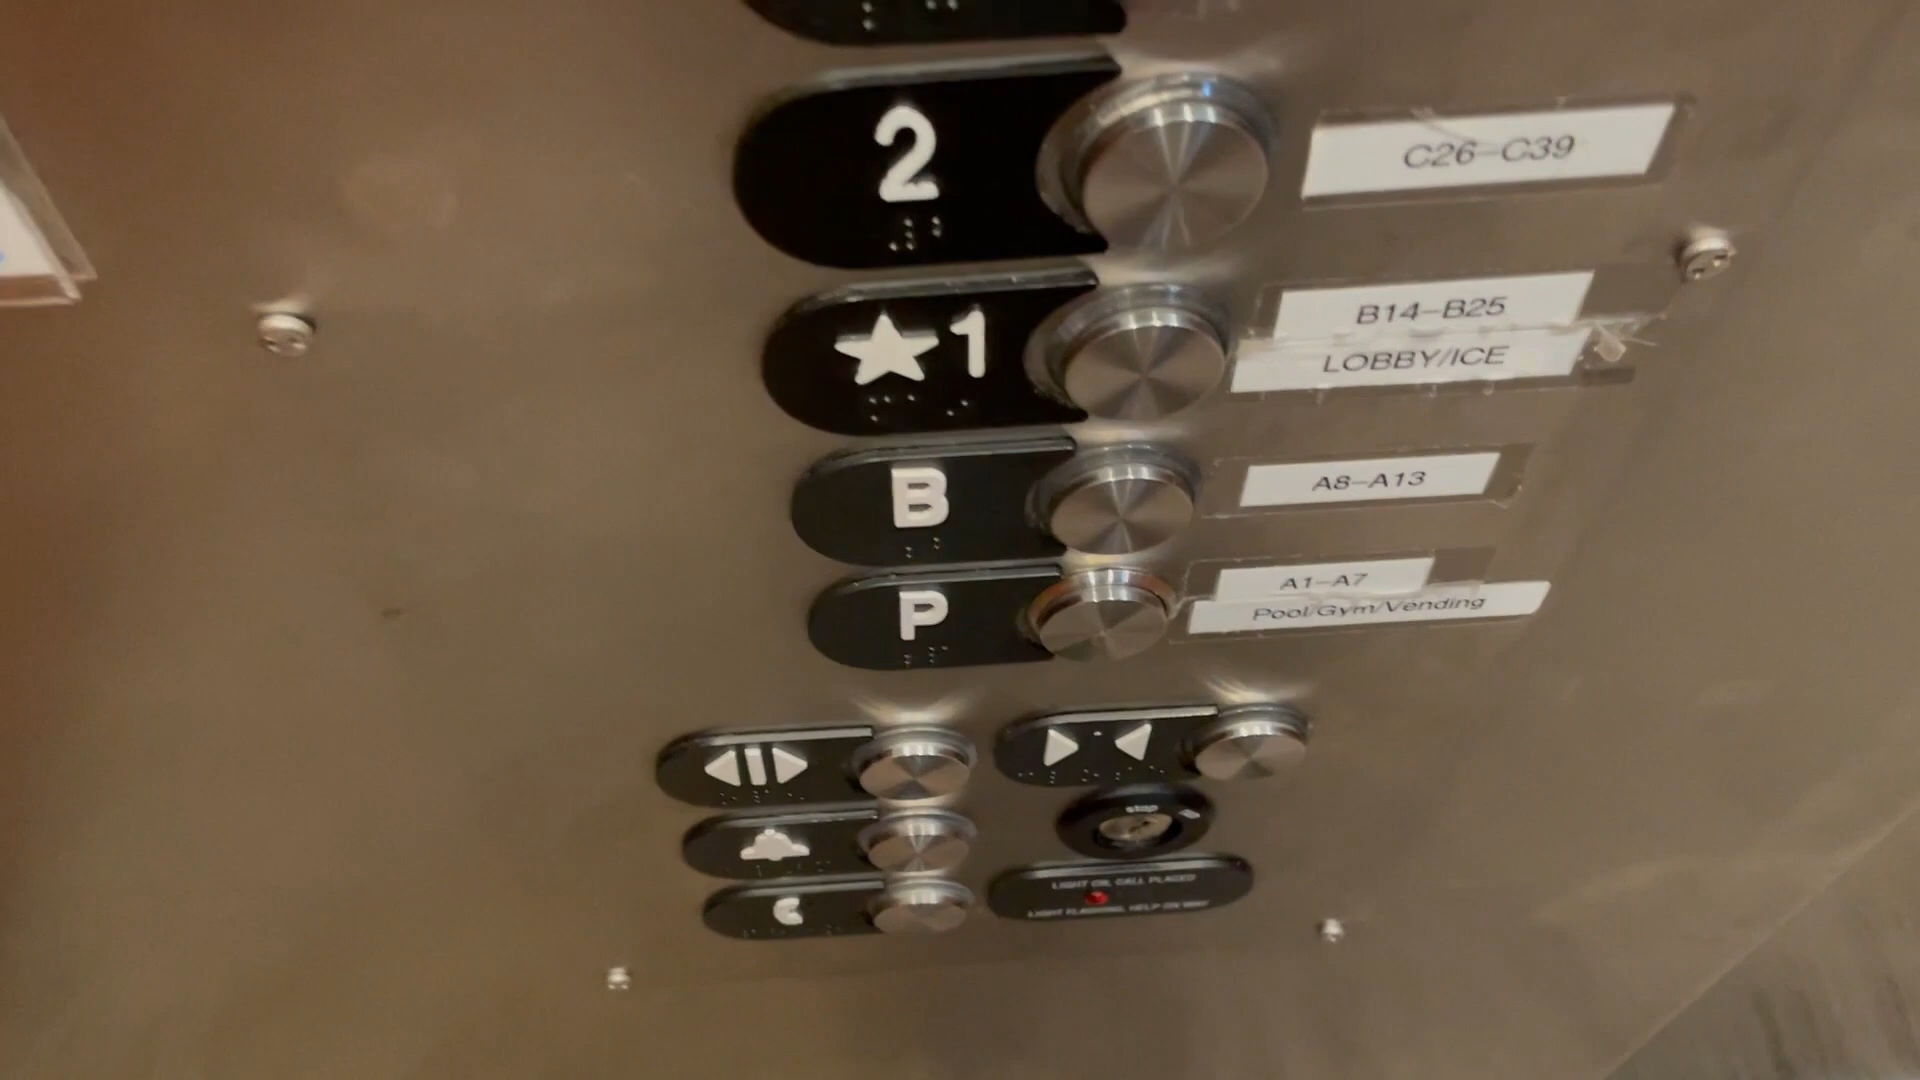 2
C26-C39
★1
B14-B25
LOBBY/ICE
B
A8-A13
P
A1-A7
Pool/Gym/Vending
stop
LIGHT ON, CALL PLACED
LIGHT FLASHING, HELP ON WAY